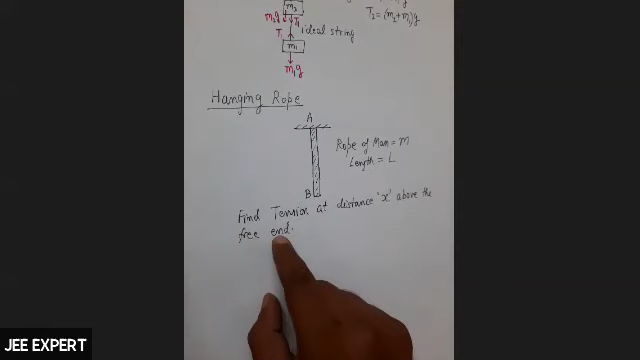 m₂
m₂g T₁
T₂ = (m₂+m₁)g
T₁ ideal string
m₁
m₁g
Hanging Rope
A
Rope of Mass = m
Length = L
B
Find Tension at distance 'x' above the
free end.
JEE EXPERT